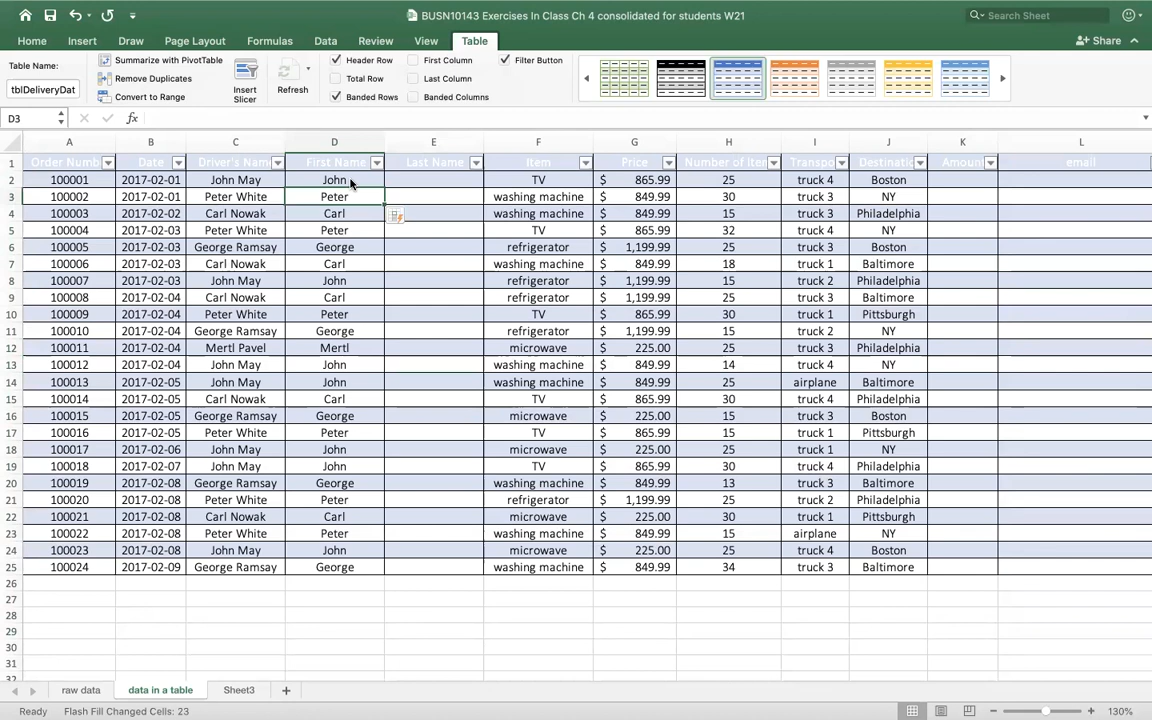 BUSN10143 Exercises In Class Ch 4 consolidated for students W21
Search Sheet
Home Insert Draw Page Layout Formulas Data Review View Table Share
Table Name: Summarize with PivotTable Header Row First Column Filter Button
tblDeliveryDat Remove Duplicates Insert Slicer Refresh Total Row Last Column
Convert to Range Banded Rows Banded Columns
D3 fx
A B C D E F G H I J K L
1 Order Numb Date Driver's Nam First Name Last Name Item Price Number of Iten Transpo Destinatic Amoun email
2 100001 2017-02-01 John May John TV $ 865.99 25 truck 4 Boston
3 100002 2017-02-01 Peter White Peter washing machine $ 849.99 30 truck 3 NY
4 100003 2017-02-02 Carl Nowak Carl washing machine $ 849.99 15 truck 3 Philadelphia
5 100004 2017-02-03 Peter White Peter TV $ 865.99 32 truck 4 NY
6 100005 2017-02-03 George Ramsay George refrigerator $ 1,199.99 25 truck 3 Boston
7 100006 2017-02-03 Carl Nowak Carl washing machine $ 849.99 18 truck 1 Baltimore
8 100007 2017-02-03 John May John refrigerator $ 1,199.99 15 truck 2 Philadelphia
9 100008 2017-02-04 Carl Nowak Carl refrigerator $ 1,199.99 25 truck 3 Baltimore
10 100009 2017-02-04 Peter White Peter TV $ 865.99 30 truck 1 Pittsburgh
11 100010 2017-02-04 George Ramsay George refrigerator $ 1,199.99 15 truck 2 NY
12 100011 2017-02-04 Mertl Pavel Mertl microwave $ 225.00 25 truck 3 Philadelphia
13 100012 2017-02-04 John May John washing machine $ 849.99 14 truck 4 NY
14 100013 2017-02-05 John May John washing machine $ 849.99 25 airplane Baltimore
15 100014 2017-02-05 Carl Nowak Carl TV $ 865.99 30 truck 4 Philadelphia
16 100015 2017-02-05 George Ramsay George microwave $ 225.00 15 truck 3 Boston
17 100016 2017-02-05 Peter White Peter TV $ 865.99 15 truck 1 Pittsburgh
18 100017 2017-02-06 John May John microwave $ 225.00 25 truck 1 NY
19 100018 2017-02-07 John May John TV $ 865.99 30 truck 4 Philadelphia
20 100019 2017-02-08 George Ramsay George washing machine $ 849.99 13 truck 3 Baltimore
21 100020 2017-02-08 Peter White Peter refrigerator $ 1,199.99 25 truck 2 Philadelphia
22 100021 2017-02-08 Carl Nowak Carl microwave $ 225.00 30 truck 1 Pittsburgh
23 100022 2017-02-08 Peter White Peter washing machine $ 849.99 15 airplane NY
24 100023 2017-02-08 John May John microwave $ 225.00 25 truck 4 Boston
25 100024 2017-02-09 George Ramsay George washing machine $ 849.99 34 truck 3 Baltimore
26
27
28
29
30
31
32
raw data data in a table Sheet3
Ready Flash Fill Changed Cells: 23 130%